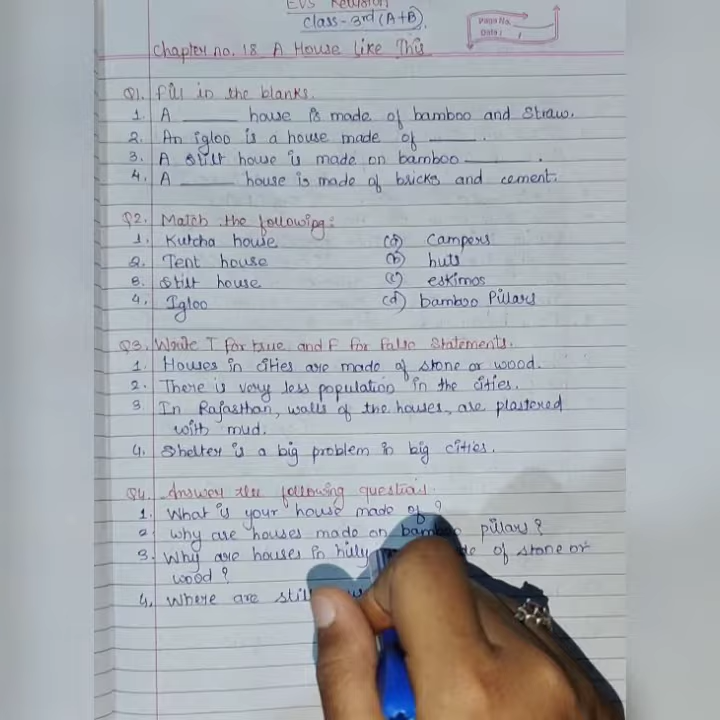 EVS Revision
Class-3rd (A+B)
Page No.
Date: /
Chapter no. 18 A House Like This
Q1. Fill in the blanks.
1. A ______ house is made of bamboo and straw.
2. An igloo is a house made of ______.
3. A stilt house is made on bamboo ______.
4. A ______ house is made of bricks and cement.
Q2. Match the following:
1. Kutcha house (a) Campers
2. Tent house (b) huts
3. Stilt house (c) eskimos
4. Igloo (d) bamboo Pillars
Q3. Write T for true and F for False Statements.
1. Houses in cities are made of stone or wood.
2. There is very less population in the cities.
3. In Rajasthan, walls of the houses, are plastered
with mud.
4. Shelter is a big problem in big cities.
Q4. Answer the following question.
1. What is your house made of?
2. Why are houses made on bamboo pillars?
3. Why are houses in hilly of stone or
wood?
4. Where are